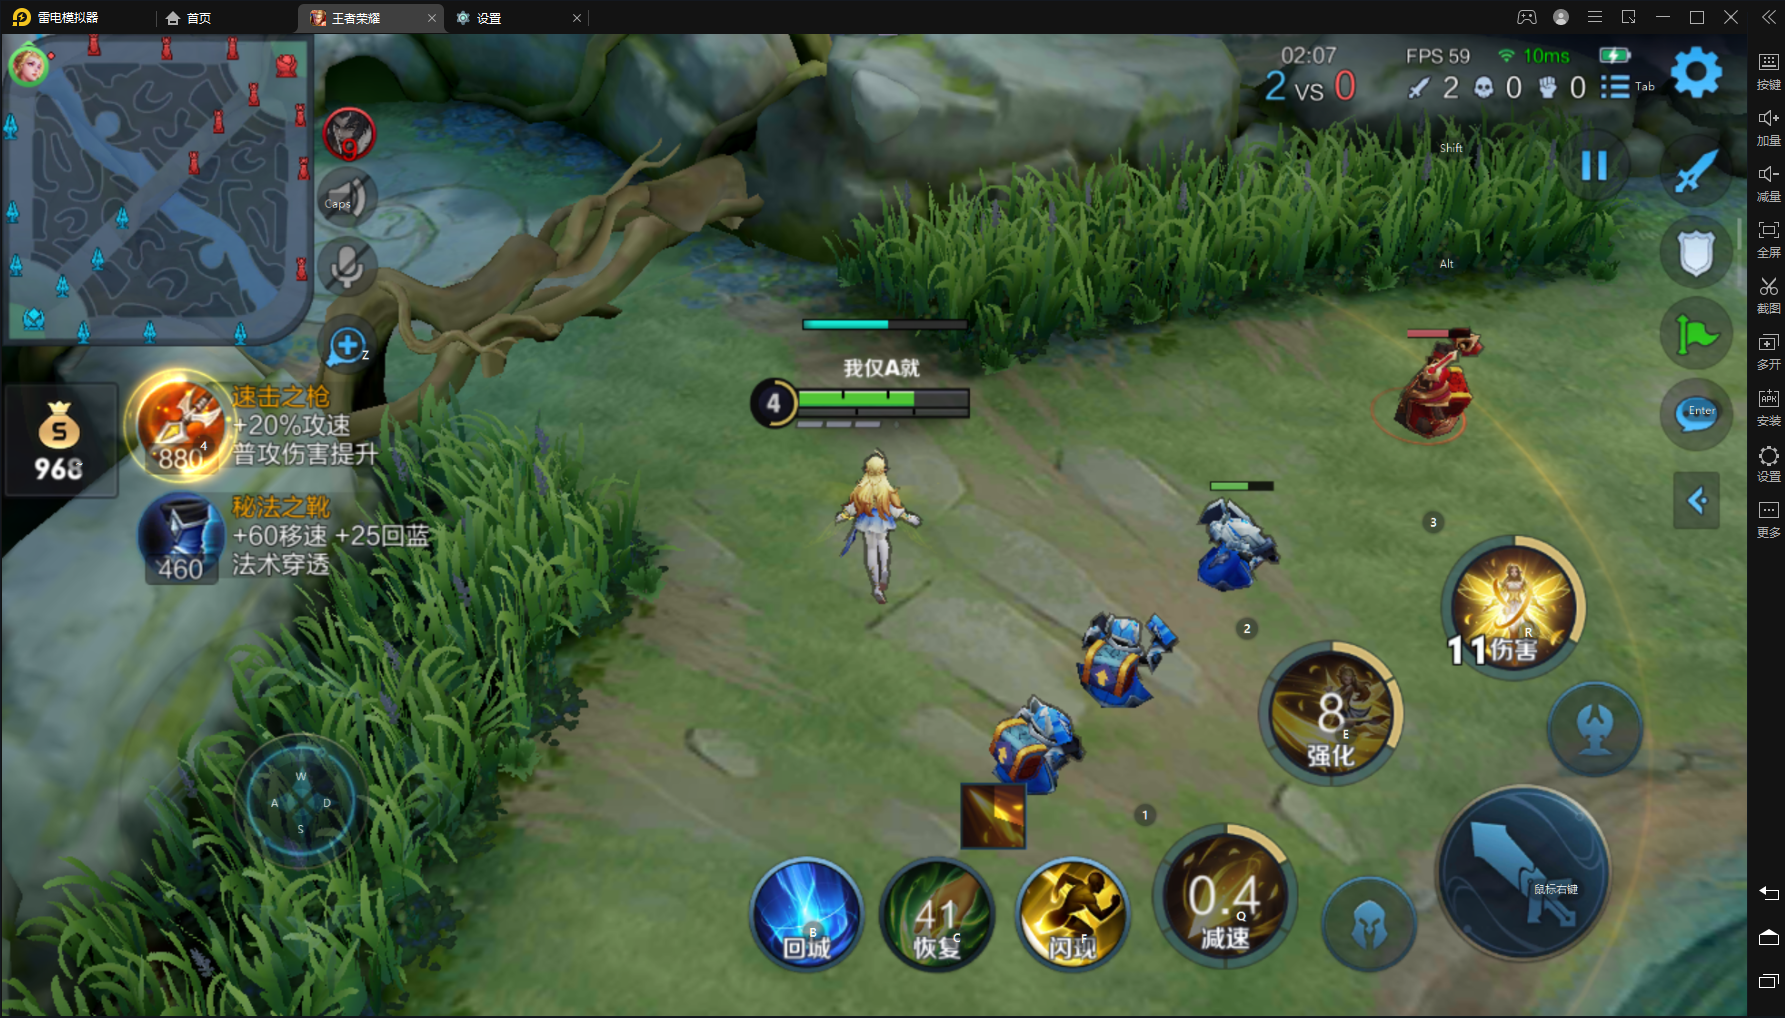 雷电模拟器
首页
王者荣耀
设置
02:07
2 VS 0
FPS 59
10ms
2
0
0
Tab
Shift
Alt
Enter
9
Caps
Z
968
速击之枪
+20%攻速
普攻伤害提升
4
880
秘法之靴
+60移速 +25回蓝
法术穿透
460
我仅A就
4
W
A
D
S
3
2
1
R
11伤害
8
E
强化
0.4
Q
减速
B
回城
41
C
恢复
F
闪现
鼠标右键
按键
加量
减量
全屏
截图
多开
APK
安装
设置
更多